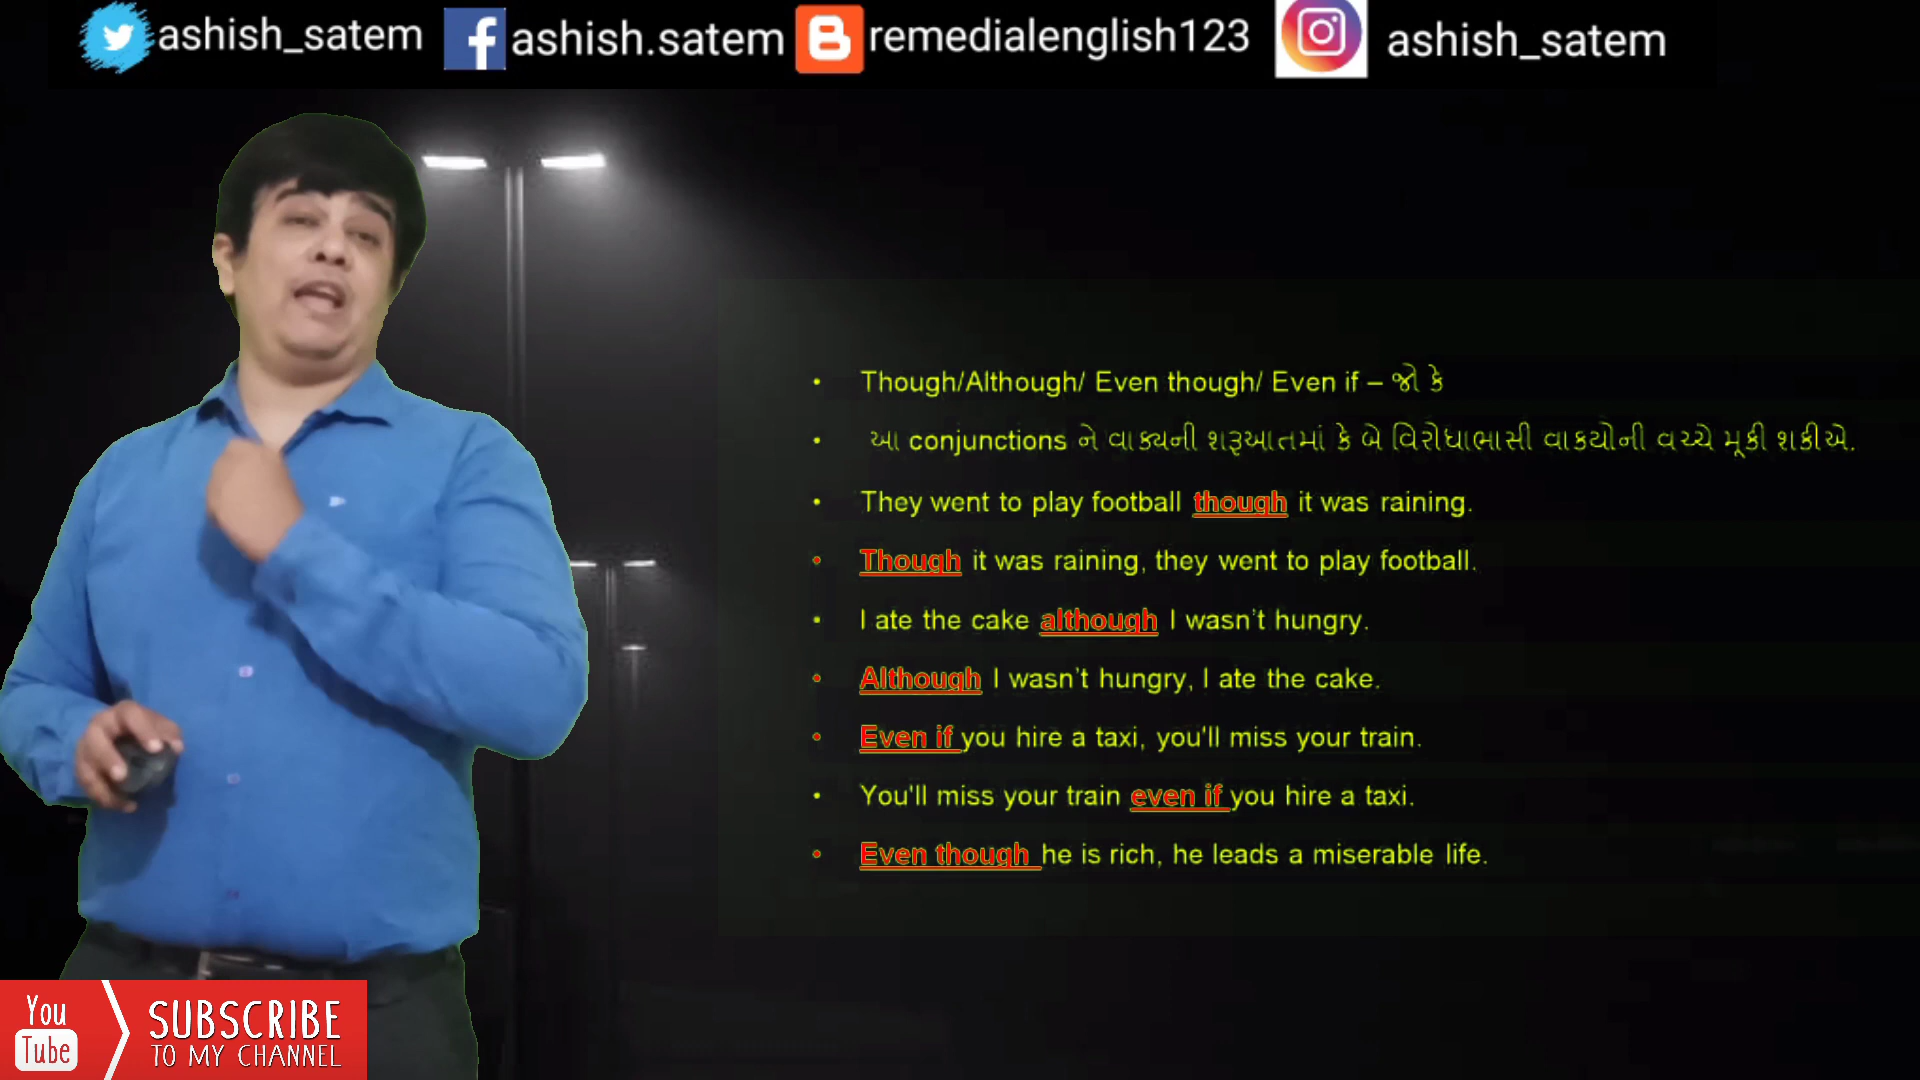 ashish_satem ashish.satem remedialenglish123 ashish_satem
Though/Although/ Even though/ Even if – જો કે
આ conjunctions ને વાક્યની શરૂઆતમાં કે બે વિરોધાભાસી વાકયોની વચ્ચે મૂકી શકીએ.
They went to play football though it was raining.
Though it was raining, they went to play football.
I ate the cake although I wasn’t hungry.
Although I wasn’t hungry, I ate the cake.
Even if you hire a taxi, you'll miss your train.
You'll miss your train even if you hire a taxi.
Even though he is rich, he leads a miserable life.
You Tube
SUBSCRIBE
TO MY CHANNEL